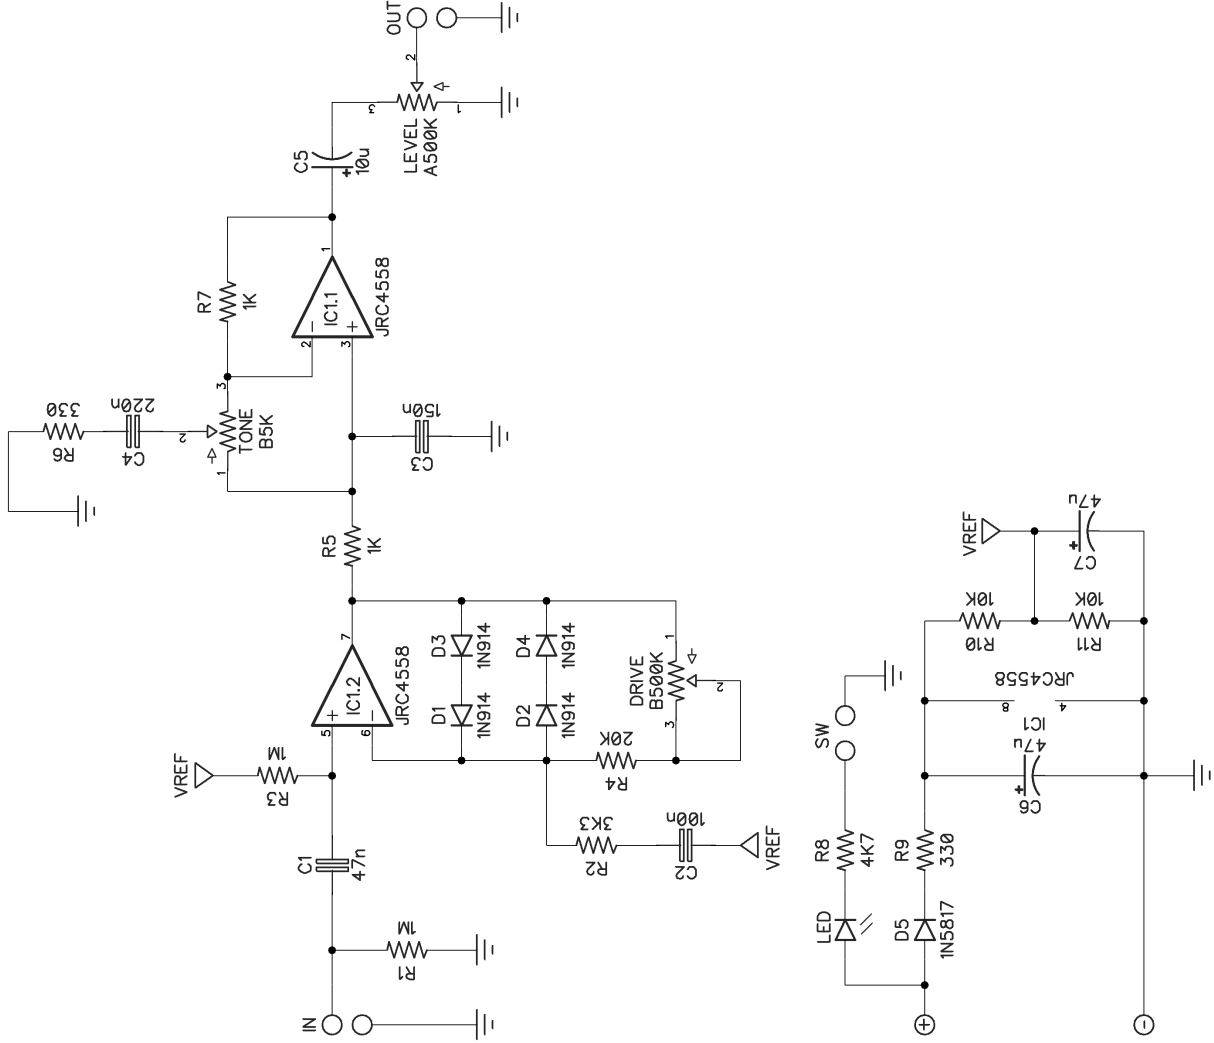 OUT
2
3
1
LEVEL
A500K
C5
+
10u
R7
1K
1
IC1.1
-
+
JRC4558
2
3
3
TONE
B5K
1
2
220n
C4
330
R6
150n
C3
R5
1K
7
IC1.2
+
-
JRC4558
5
6
D3
1N914
D4
1N914
D1
1N914
D2
1N914
1
DRIVE
B500K
2
3
20K
R4
VREF
1M
R3
3K3
R2
100n
C2
VREF
C1
47n
1M
R1
IN
VREF
+
47u
C7
10K
R10
10K
R11
JRC4558
8
4
IC1
47u
+
C6
SW
R8
4K7
R9
330
LED
D5
1N5817
+
-